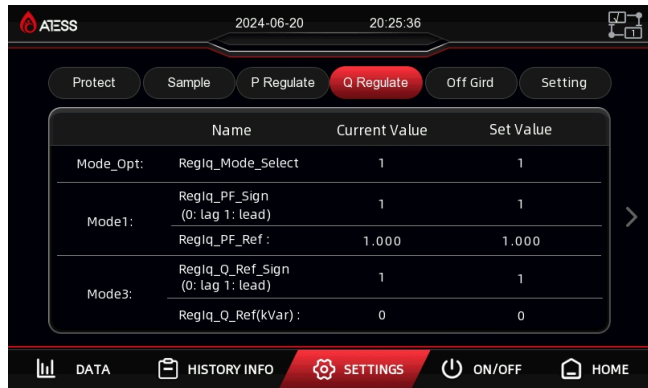 ATESS 2024-06-20 20:25:36
1
Protect Sample P Regulate Q Regulate Off Gird Setting
Name Current Value Set Value
Mode_Opt: RegIq_Mode_Select 1 1
Mode1: RegIq_PF_Sign
(0: lag 1: lead) 1 1
RegIq_PF_Ref : 1.000 1.000
Mode3: RegIq_Q_Ref_Sign
(0: lag 1: lead) 1 1
RegIq_Q_Ref(kVar) : 0 0
DATA HISTORY INFO SETTINGS ON/OFF HOME